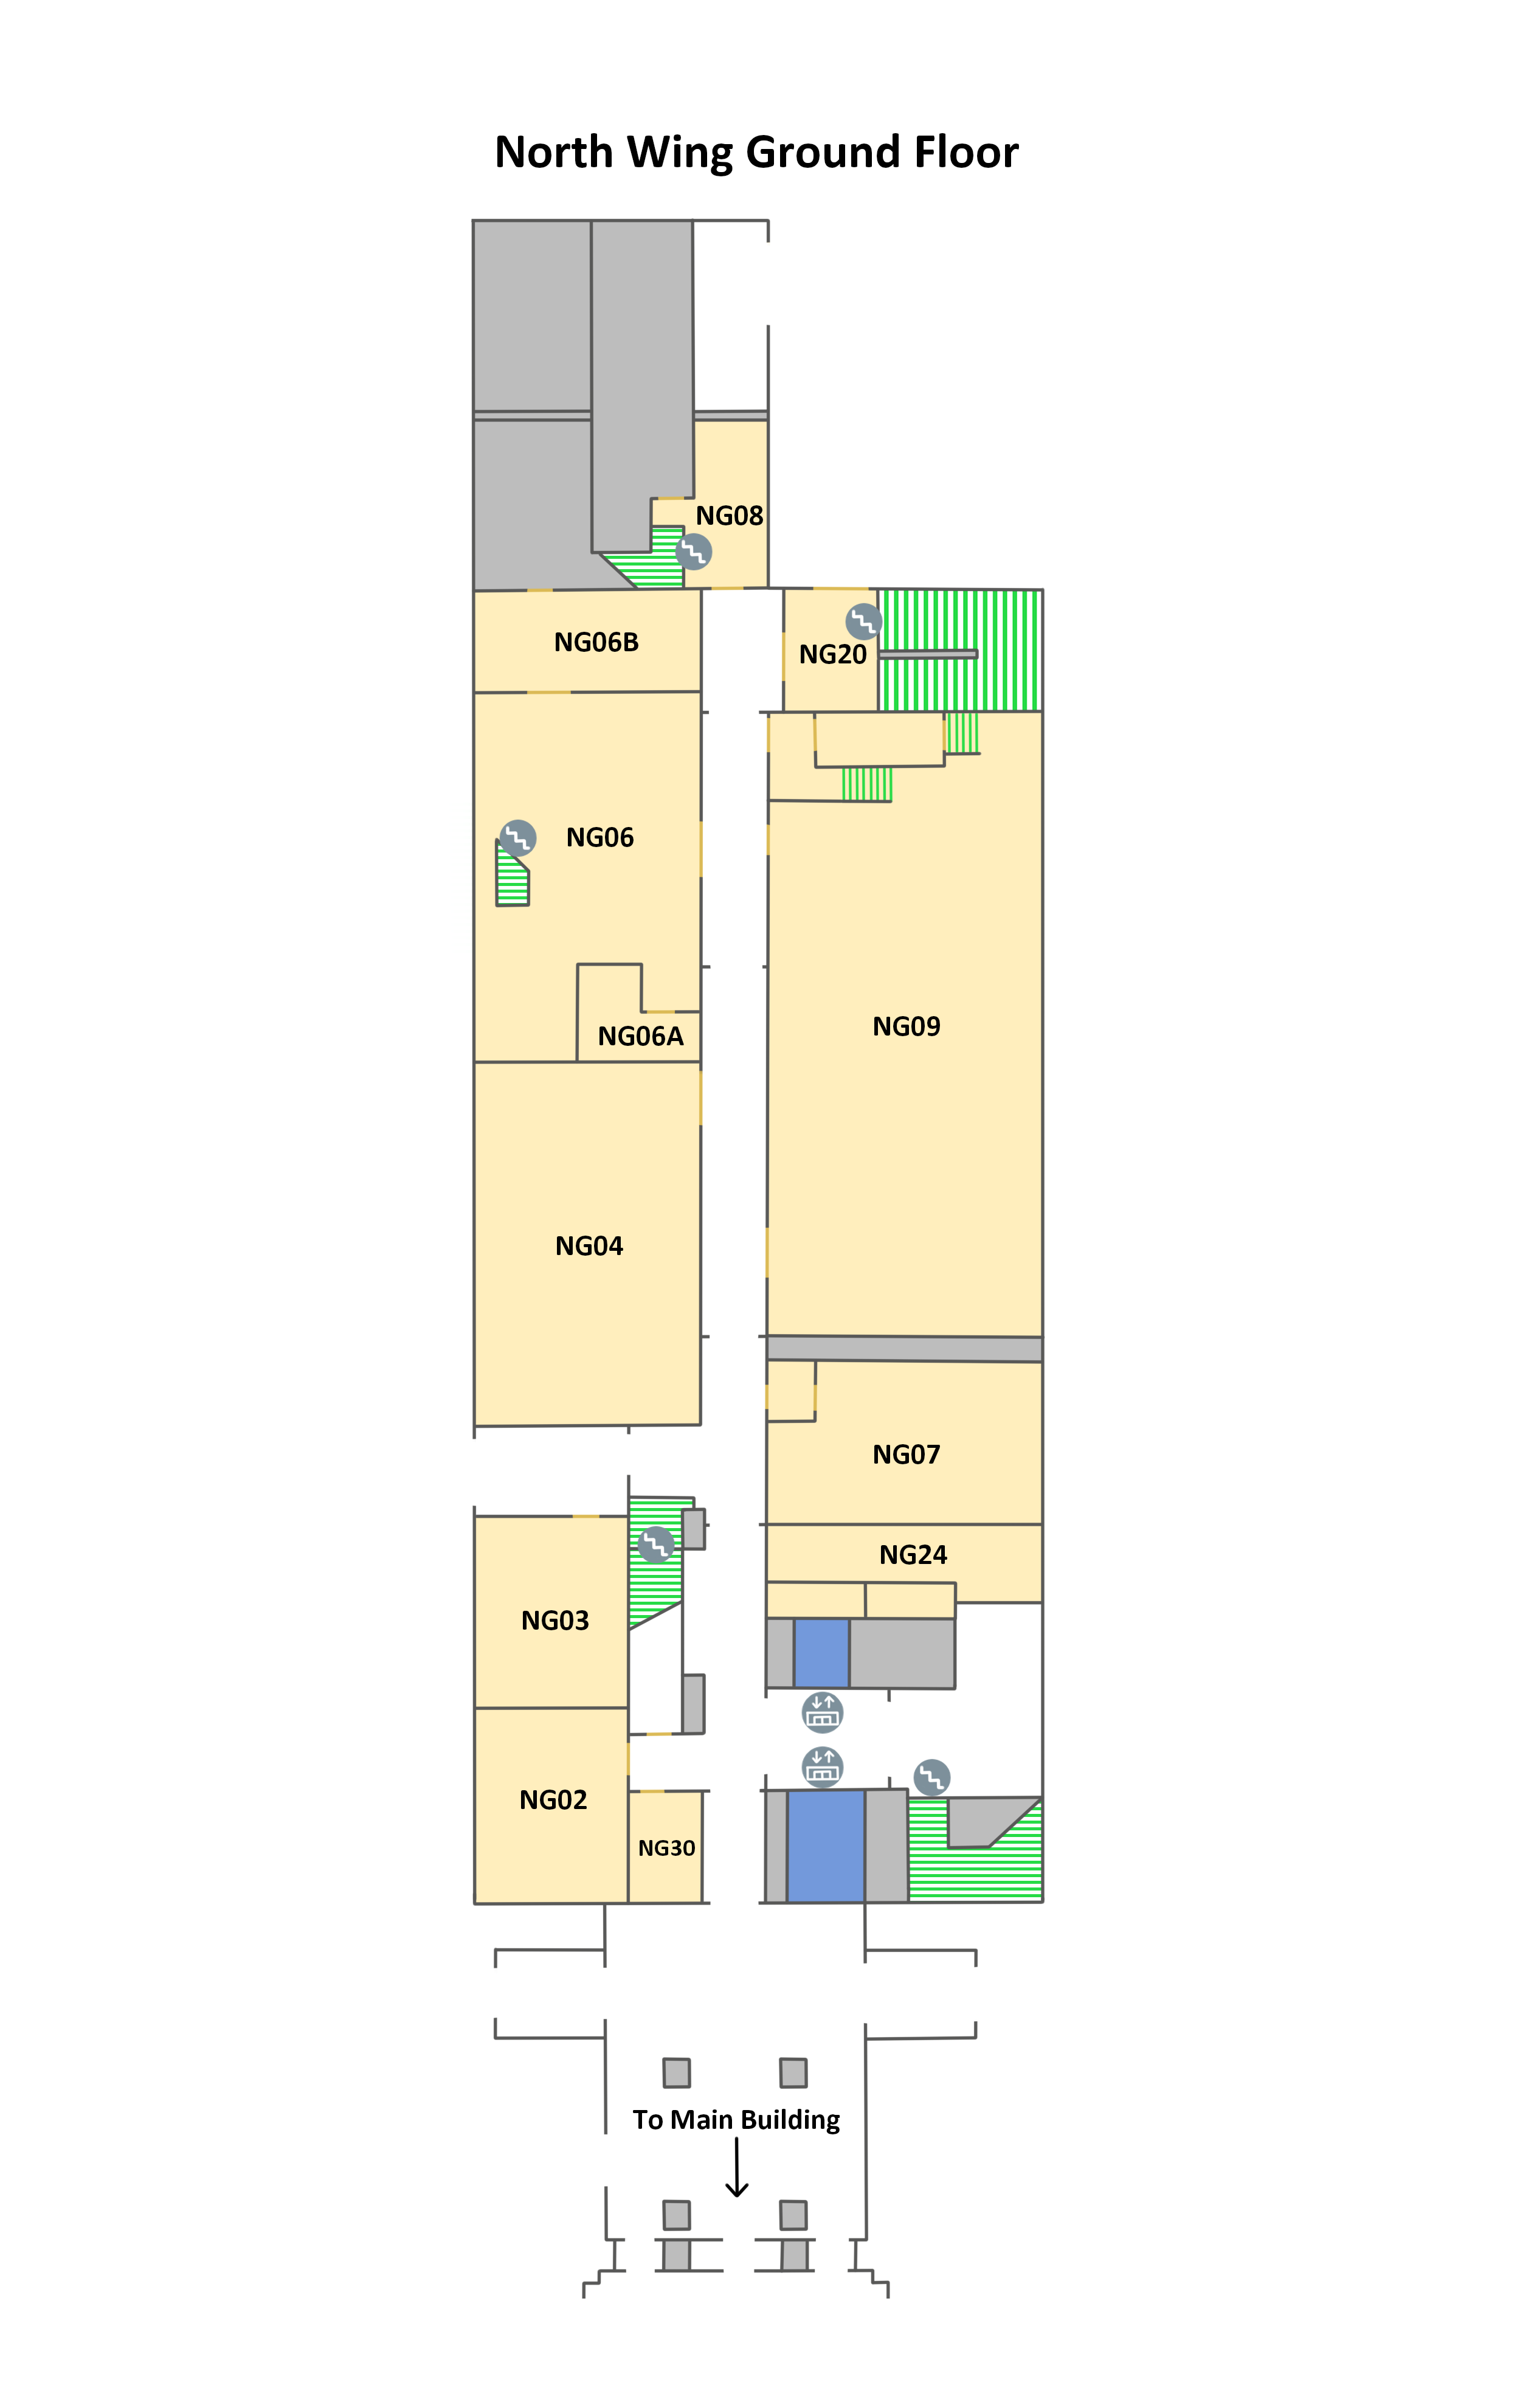 North Wing Ground Floor
NG08
NG06B
NG20
NG06
NG09
NG06A
NG04
NG07
NG24
NG03
NG02
NG30
To Main Building